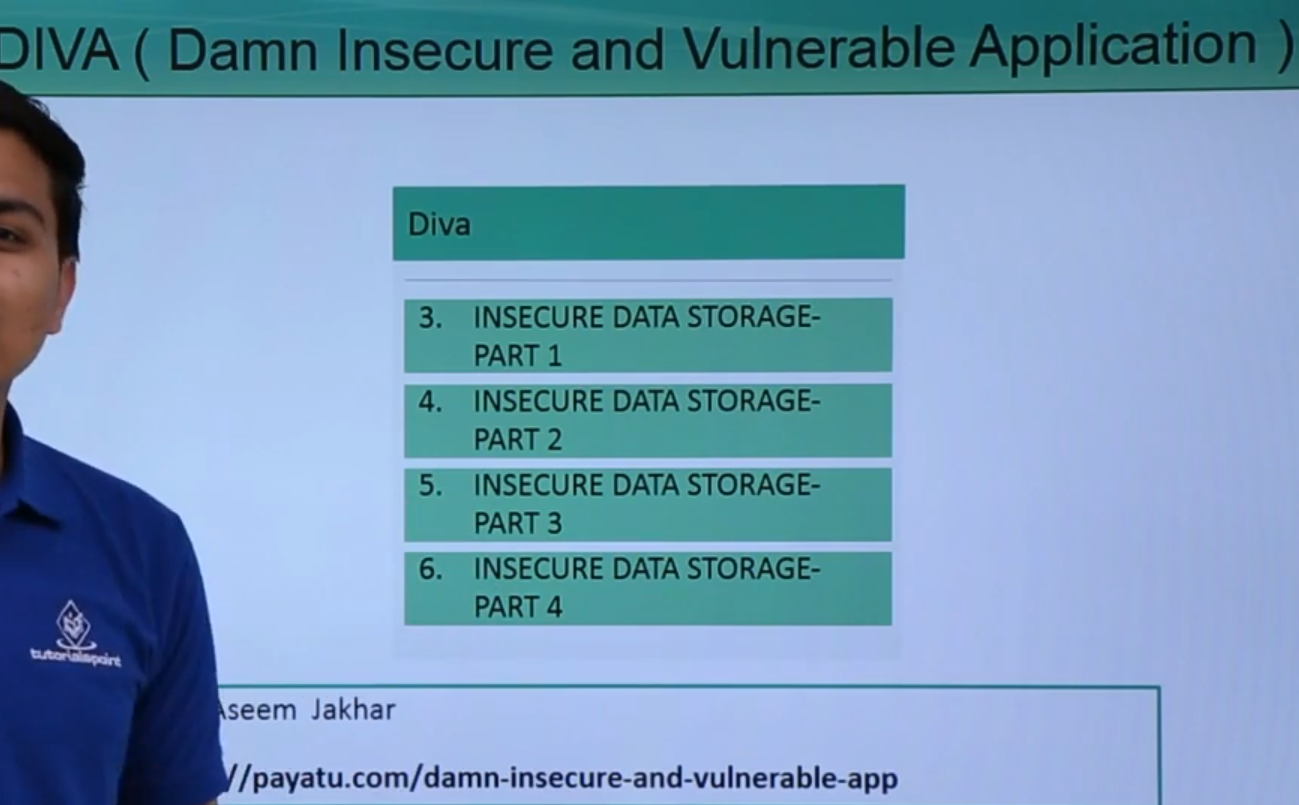 DIVA ( Damn Insecure and Vulnerable Application )
Diva
3. INSECURE DATA STORAGE-
PART 1
4. INSECURE DATA STORAGE-
PART 2
5. INSECURE DATA STORAGE-
PART 3
6. INSECURE DATA STORAGE-
PART 4
tutorialspoint
Aseem Jakhar
//payatu.com/damn-insecure-and-vulnerable-app